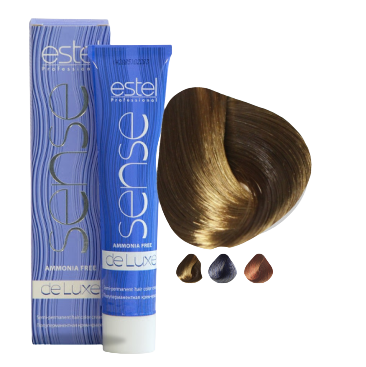 estel
Professional
sense
AMMONIA FREE
de Luxe
estel
Professional
sense
AMMONIA FREE
de Luxe